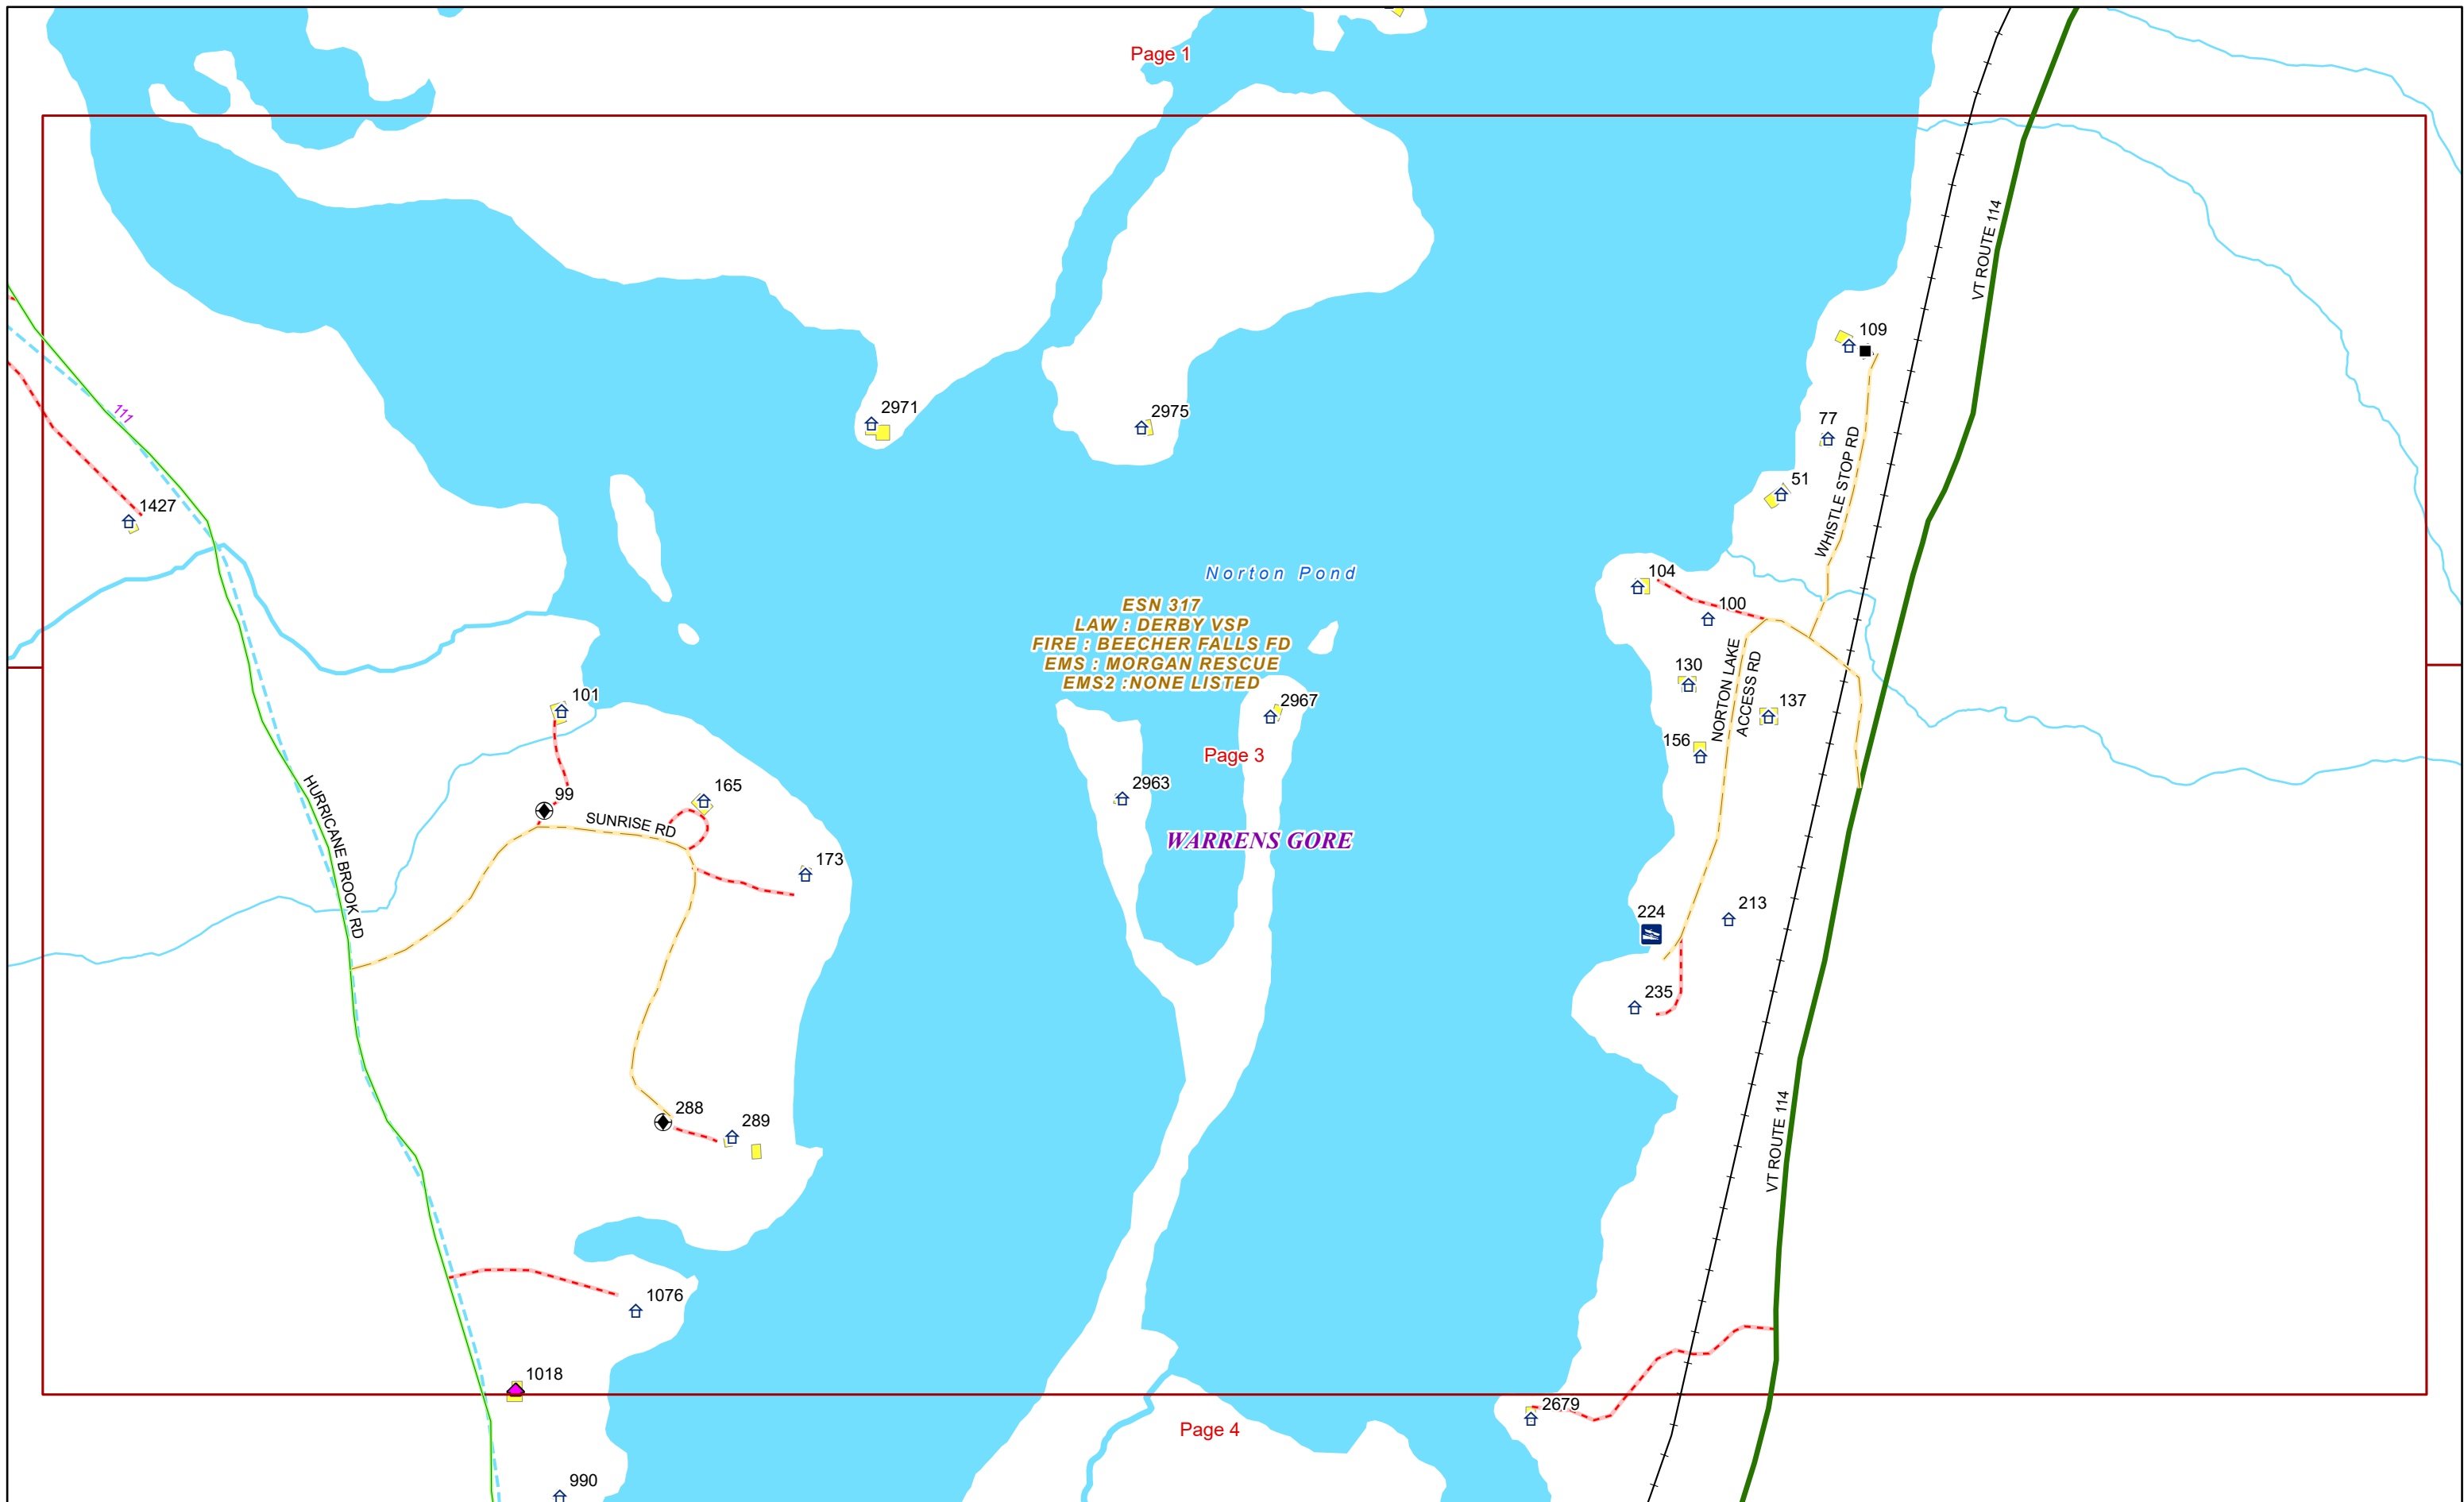 Page 1
VT ROUTE 114
109
2971
2975
111
77
51
1427
WHISTLE STOP RD
Norton Pond
104
ESN 317
LAW : DERBY VSP
FIRE : BEECHER FALLS FD
EMS : MORGAN RESCUE
EMS2 :NONE LISTED
100
130
NORTON LAKE
ACCESS RD
101
2967
137
156
Page 3
HURRICANE BROOK RD
99
165
2963
SUNRISE RD
WARRENS GORE
173
213
224
235
288
289
VT ROUTE 114
1076
1018
2679
Page 4
990